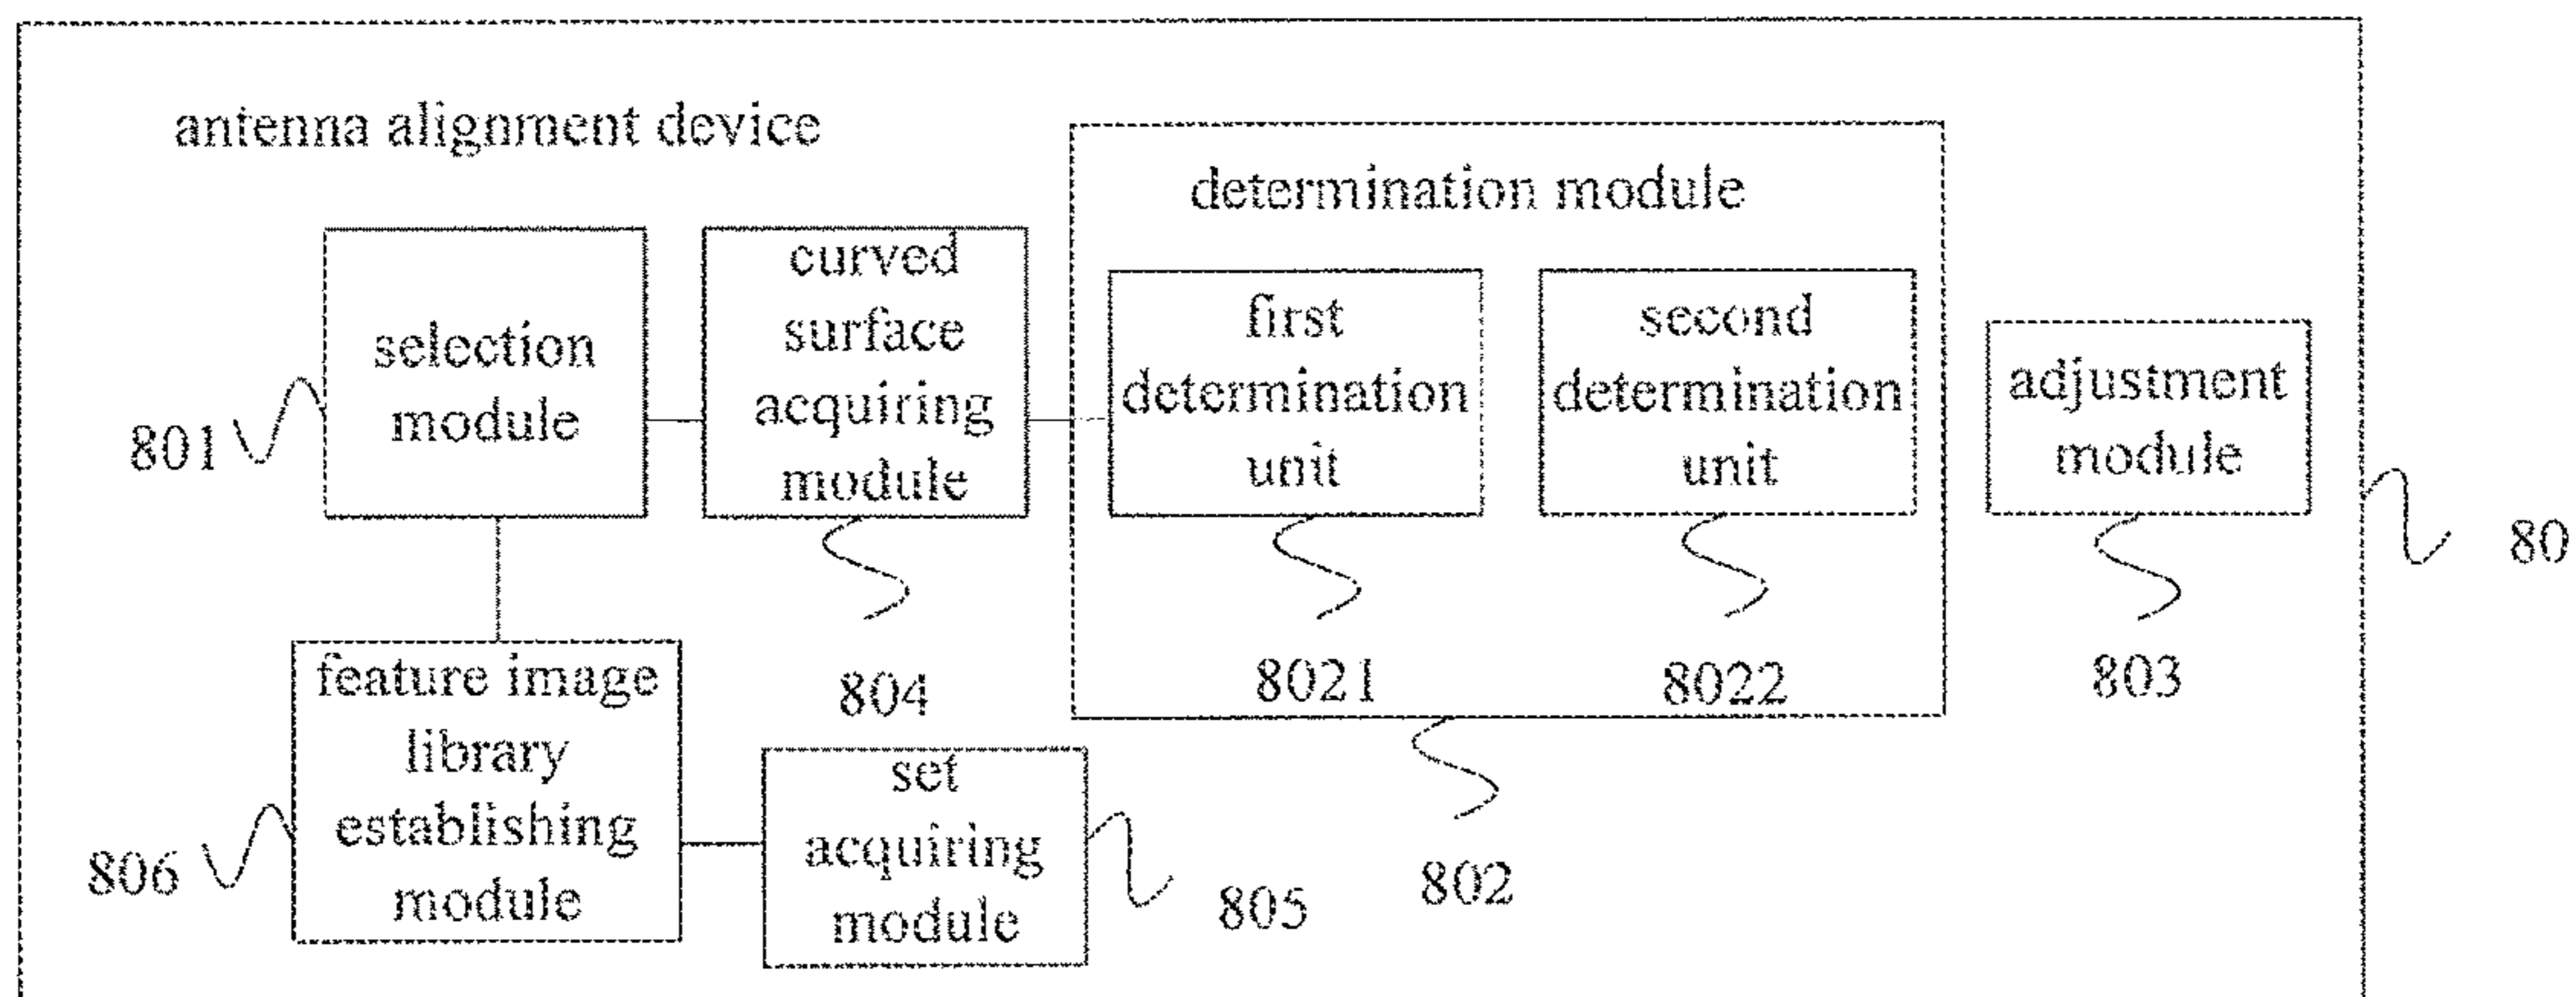 antenna alignment device
determination module
selection
module
curved
surface
acquiring
module
first
determination
unit
second
determination
unit
adjustment
module
801
804
8021
8022
803
80
feature image
library
establishing
module
set
acquiring
module
806
805
802